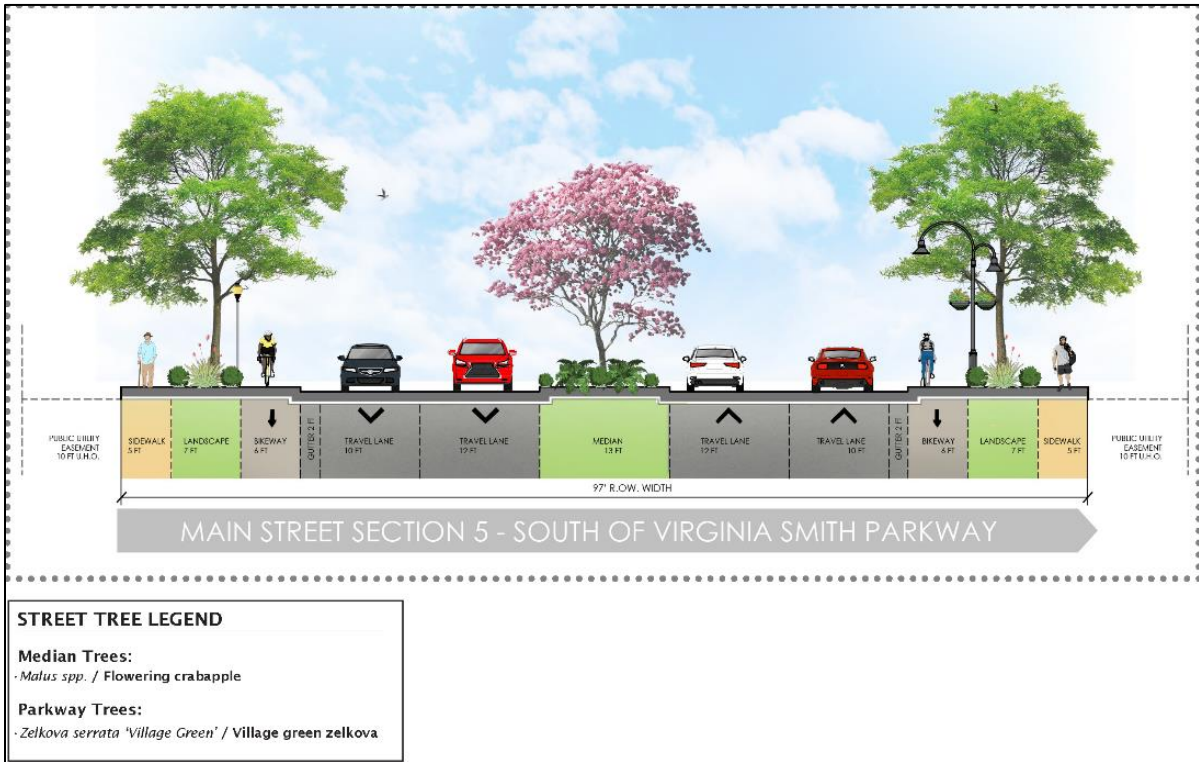 PUBLIC UTILITY
EASEMENT
10 FT U.H.O.
SIDEWALK
5 FT
LANDSCAPE
7 FT
BIKEWAY
6 FT
GUTTER 2 FT
TRAVEL LANE
10 FT
TRAVEL LANE
12 FT
MEDIAN
13 FT
TRAVEL LANE
12 FT
TRAVEL LANE
10 FT
GUTTER 2 FT
BIKEWAY
6 FT
LANDSCAPE
7 FT
SIDEWALK
5 FT
PUBLIC UTILITY
EASEMENT
10 FT U.H.O.
97' R.OW. WIDTH
MAIN STREET SECTION 5 - SOUTH OF VIRGINIA SMITH PARKWAY
STREET TREE LEGEND
Median Trees:
· Malus spp. / Flowering crabapple
Parkway Trees:
· Zelkova serrata 'Village Green' / Village green zelkova